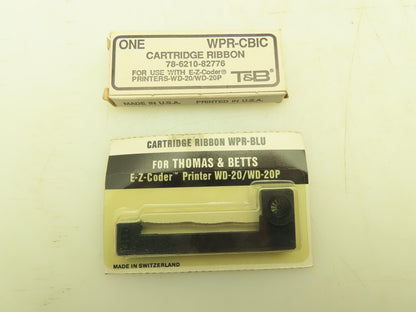 ONE WPR-CBIC
CARTRIDGE RIBBON
78-6210-82776
FOR USE WITH E-Z-Coder®
PRINTERS-WD-20/WD-20P
T&B®
MADE IN U.S.A. PRINTED IN U.S.A.
CARTRIDGE RIBBON WPR-BLU
FOR THOMAS & BETTS
E-Z-Coder™ Printer WD-20/WD-20P
MADE IN SWITZERLAND